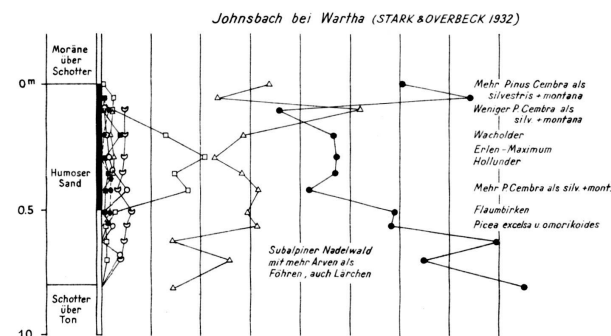 Johnsbach bei Wartha (STARK & OVERBECK 1932)
Moräne
über
Schotter
0 m
Mehr Pinus Cembra als
silvestris + montana
Weniger P. Cembra als
silv. + montana
Wacholder
Erlen-Maximum
Hollunder
Humoser
Sand
Mehr P. Cembra als silv. + mont.
0.5
Flaumbirken
Picea excelsa u. omorikoides
Subalpiner Nadelwald
mit mehr Arven als
Föhren, auch Lärchen
Schotter
über
Ton
1.0